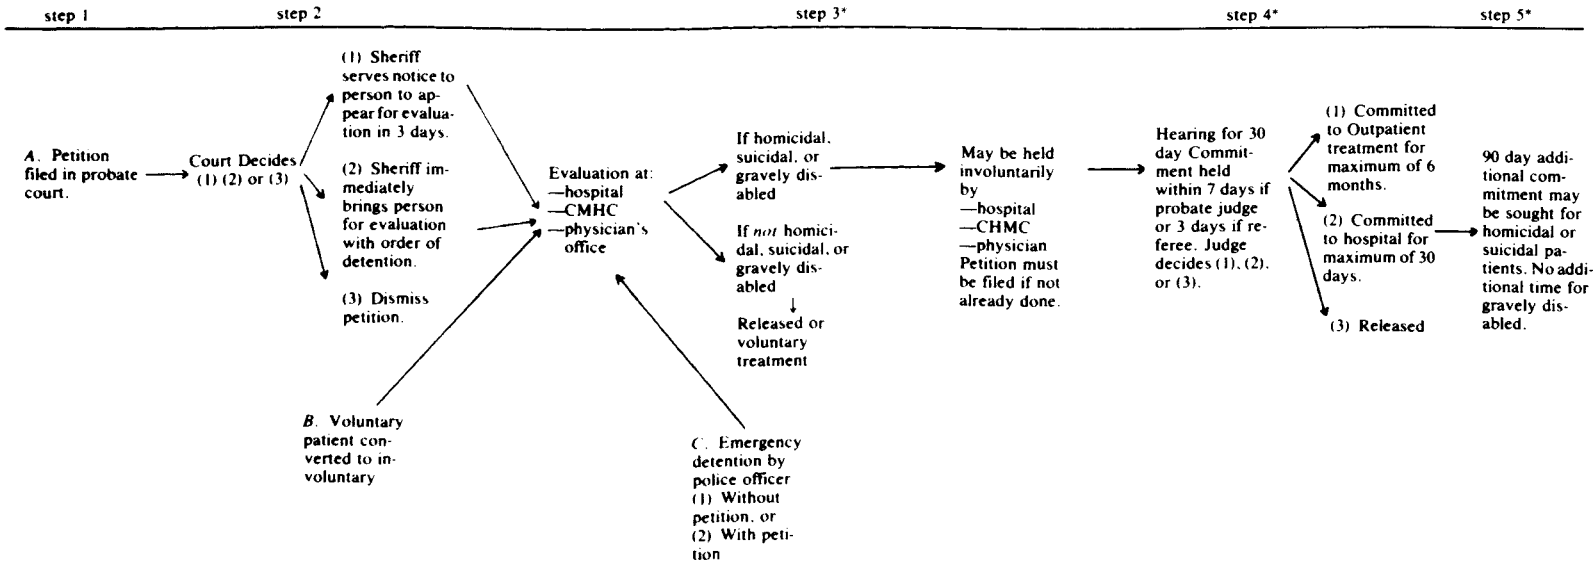 step 1
step 2
step 3*
step 4*
step 5*
A. Petition
filed in probate
court.
Court Decides
(1) (2) or (3)
(1) Sheriff
serves notice to
person to ap-
pear for evalua-
tion in 3 days.
(2) Sheriff im-
mediately
brings person
for evaluation
with order of
detention.
(3) Dismiss
petition.
Evaluation at:
—hospital
—CMHC
—physician's
office
If homicidal,
suicidal, or
gravely dis-
abled
If not homici-
dal, suicidal, or
gravely dis-
abled
Released or
voluntary
treatment
May be held
involuntarily
by
—hospital
—CHMC
—physician
Petition must
be filed if not
already done.
Hearing for 30
day Commit-
ment held
within 7 days if
probate judge
or 3 days if re-
feree. Judge
decides (1), (2),
or (3).
(1) Committed
to Outpatient
treatment for
maximum of 6
months.
(2) Committed
to hospital for
maximum of 30
days.
(3) Released
90 day addi-
tional com-
mitment may
be sought for
homicidal or
suicidal pa-
tients. No addi-
tional time for
gravely dis-
abled.
B. Voluntary
patient con-
verted to in-
voluntary
C. Emergency
detention by
police officer
(1) Without
petition, or
(2) With peti-
tion